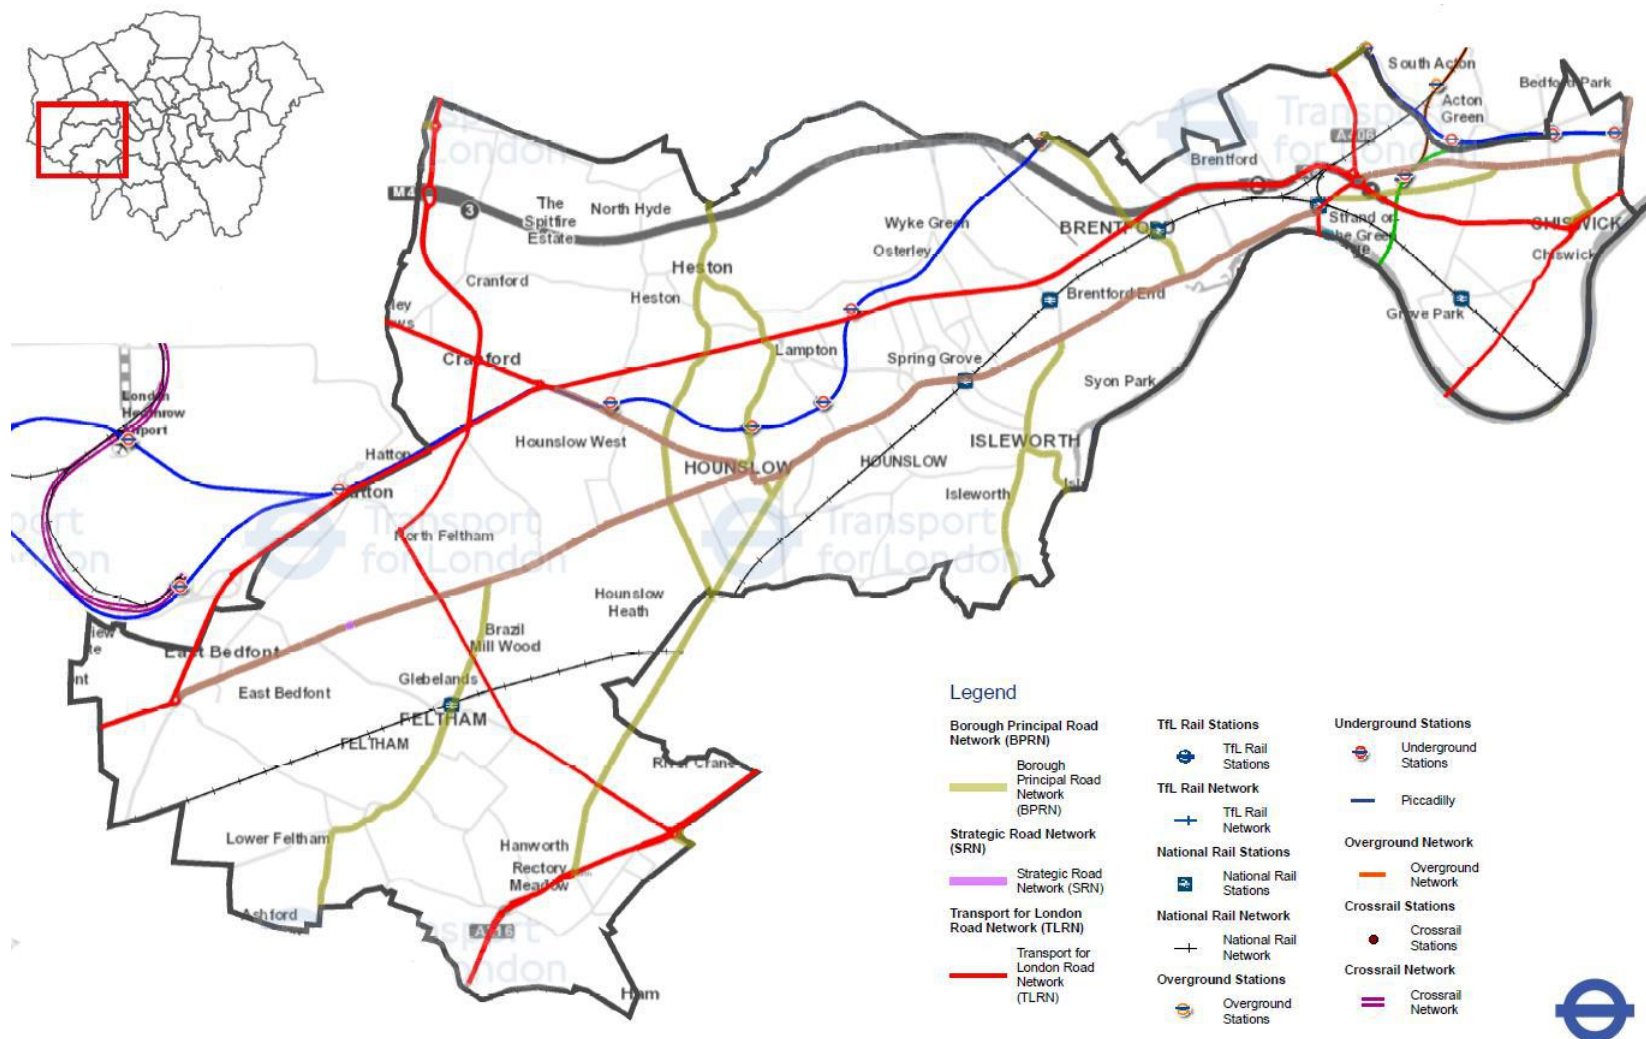 South Acton
Bedford Park
Acton
Green
Transport
for London
A406
Brentford
London
M4
3
The
Spitfire
Estate
North Hyde
Wyke Green
BRENTFORD
Strand on
the Green
CHISWICK
Osterley
Chiswick
Heston
Cranford
Heston
Brentford End
Grove Park
Cranford
Lampton
Spring Grove
Syon Park
London
Heathrow
Airport
Hounslow West
ISLEWORTH
Hatton
HOUNSLOW
HOUNSLOW
Hatton
Isleworth
Transport
for London
Transport
for London
North Feltham
Hounslow
Heath
Brazil
Mill Wood
East Bedfont
East Bedfont
Glebelands
FELTHAM
FELTHAM
River Crane
Lower Feltham
Hanworth
Rectory
Meadow
Ashford
A316
Ham
Legend
Borough Principal Road
Network (BPRN)
Borough
Principal Road
Network
(BPRN)
Strategic Road Network
(SRN)
Strategic Road
Network (SRN)
Transport for London
Road Network (TLRN)
Transport for
London Road
Network
(TLRN)
TfL Rail Stations
TfL Rail
Stations
TfL Rail Network
TfL Rail
Network
National Rail Stations
National Rail
Stations
National Rail Network
National Rail
Network
Overground Stations
Overground
Stations
Underground Stations
Underground
Stations
Piccadilly
Overground Network
Overground
Network
Crossrail Stations
Crossrail
Stations
Crossrail Network
Crossrail
Network